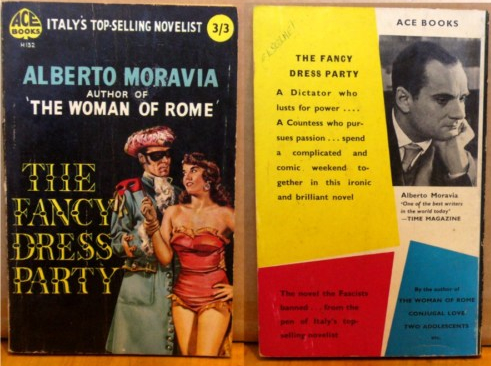 ACE
BOOKS
H152
ITALY'S TOP-SELLING NOVELIST
3/3
ALBERTO MORAVIA
AUTHOR OF
'THE WOMAN OF ROME'
THE
FANCY
DRESS
PARTY
ACE BOOKS
THE FANCY
DRESS PARTY
A Dictator who
lusts for power ....
A Countess who pur-
sues passion ... spend
a complicated and
comic weekend to-
gether in this ironic
and brilliant novel
Alberto Moravia
'One of the best writers
in the world today'
—TIME MAGAZINE
The novel the Fascists
banned ... from the
pen of Italy's top-
selling novelist
By the author of
THE WOMAN OF ROME
CONJUGAL LOVE
TWO ADOLESCENTS
etc.